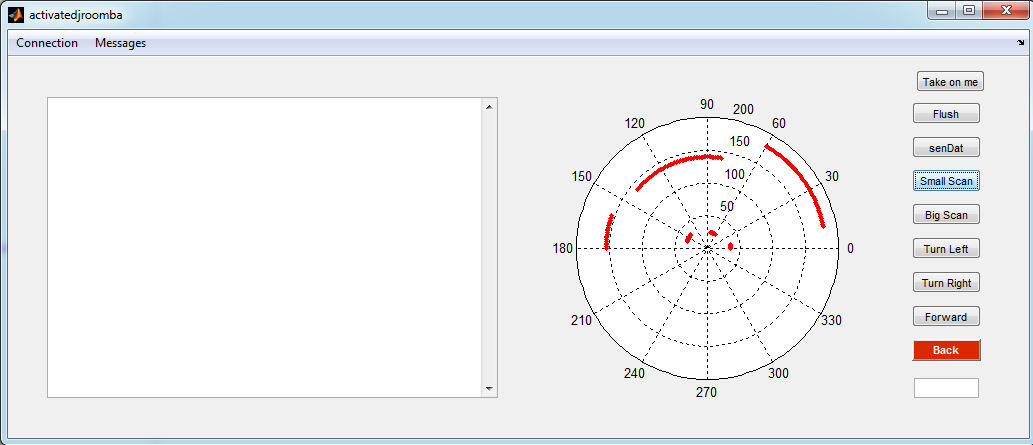 activatedjroomba
Connection Messages
Take on me
Flush
senDat
Small Scan
Big Scan
Turn Left
Turn Right
Forward
Back
90
200
120
60
150
150
30
100
50
180
0
210
330
240
300
270